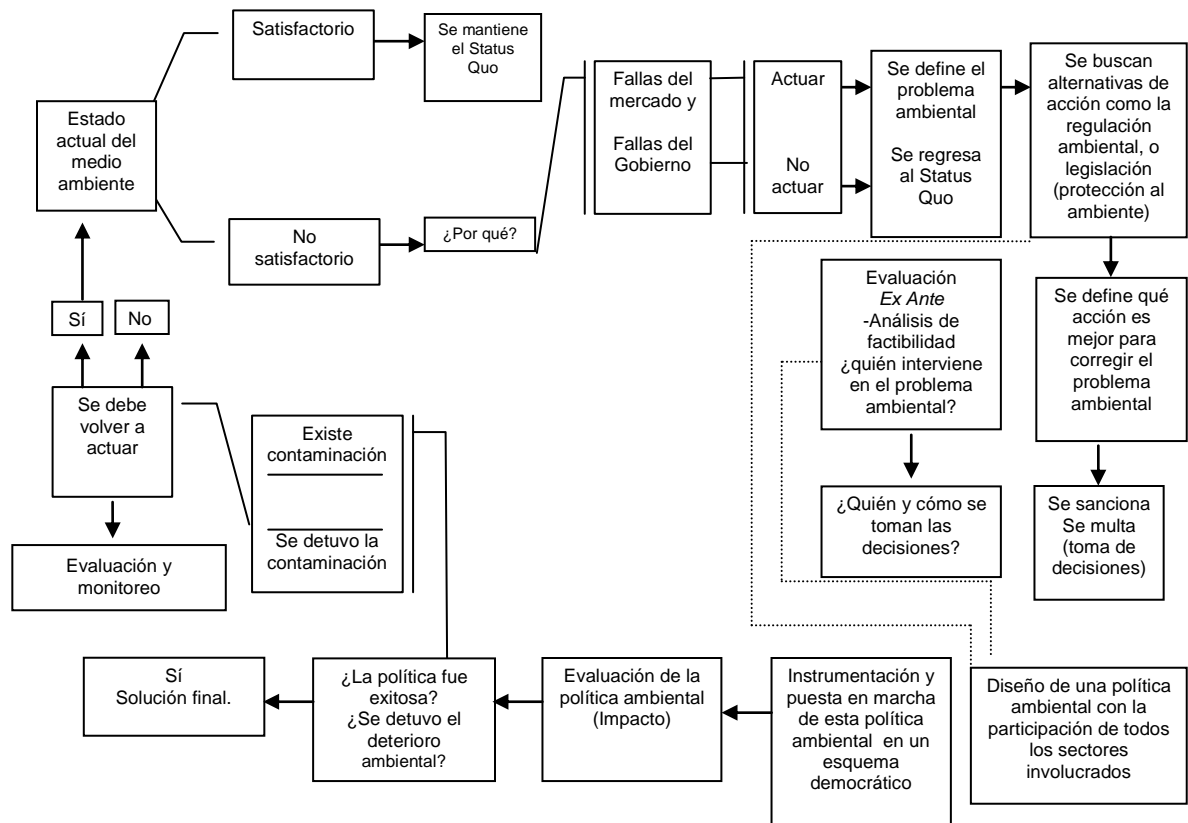 Satisfactorio
Se mantiene
el Status
Quo
Estado
actual del
medio
ambiente
No
satisfactorio
¿Por qué?
Fallas del
mercado y
Fallas del
Gobierno
Actuar
No
actuar
Se define el
problema
ambiental
Se regresa
al Status
Quo
Se buscan
alternativas de
acción como la
regulación
ambiental, o
legislación
(protección al
ambiente)
Evaluación
Ex Ante
-Análisis de
factibilidad
¿quién interviene
en el problema
ambiental?
Se define qué
acción es
mejor para
corregir el
problema
ambiental
¿Quién y cómo se
toman las
decisiones?
Se sanciona
Se multa
(toma de
decisiones)
Sí
No
Se debe
volver a
actuar
Evaluación y
monitoreo
Existe
contaminación
Se detuvo la
contaminación
Sí
Solución final.
¿La política fue
exitosa?
¿Se detuvo el
deterioro
ambiental?
Evaluación de la
política ambiental
(Impacto)
Instrumentación y
puesta en marcha
de esta política
ambiental en un
esquema
democrático
Diseño de una política
ambiental con la
participación de todos
los sectores
involucrados